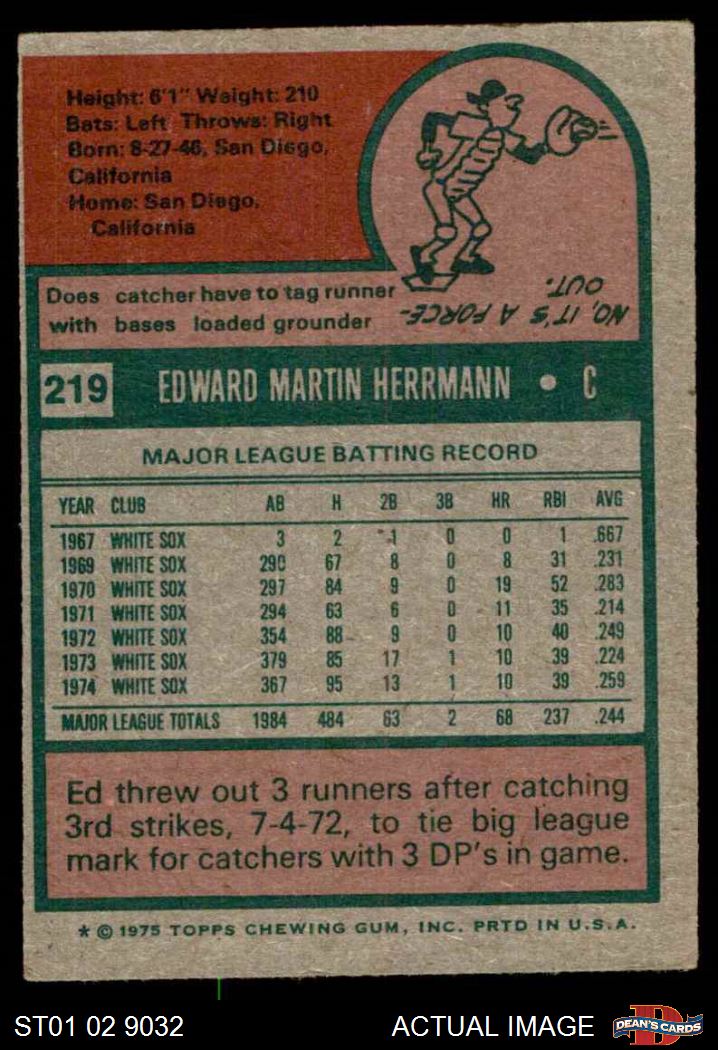 Height: 6'1" Weight: 210
Bats: Left Throws: Right
Born: 8-27-46, San Diego,
California
Home: San Diego,
California
Does catcher have to tag runner
with bases loaded grounder
NO, IT'S A FORCE-
OUT.
219 EDWARD MARTIN HERRMANN • C
MAJOR LEAGUE BATTING RECORD
YEAR CLUB AB H 2B 3B HR RBI AVG
1967 WHITE SOX 3 2 1 0 0 1 .667
1969 WHITE SOX 290 67 8 0 8 31 .231
1970 WHITE SOX 297 84 9 0 19 52 .283
1971 WHITE SOX 294 63 6 0 11 35 .214
1972 WHITE SOX 354 88 9 0 10 40 .249
1973 WHITE SOX 379 85 17 1 10 39 .224
1974 WHITE SOX 367 95 13 1 10 39 .259
MAJOR LEAGUE TOTALS 1984 484 63 2 68 237 .244
Ed threw out 3 runners after catching
3rd strikes, 7-4-72, to tie big league
mark for catchers with 3 DP's in game.
* © 1975 TOPPS CHEWING GUM, INC. PRTD IN U.S.A.
ST01 02 9032 ACTUAL IMAGE DEAN'S CARDS